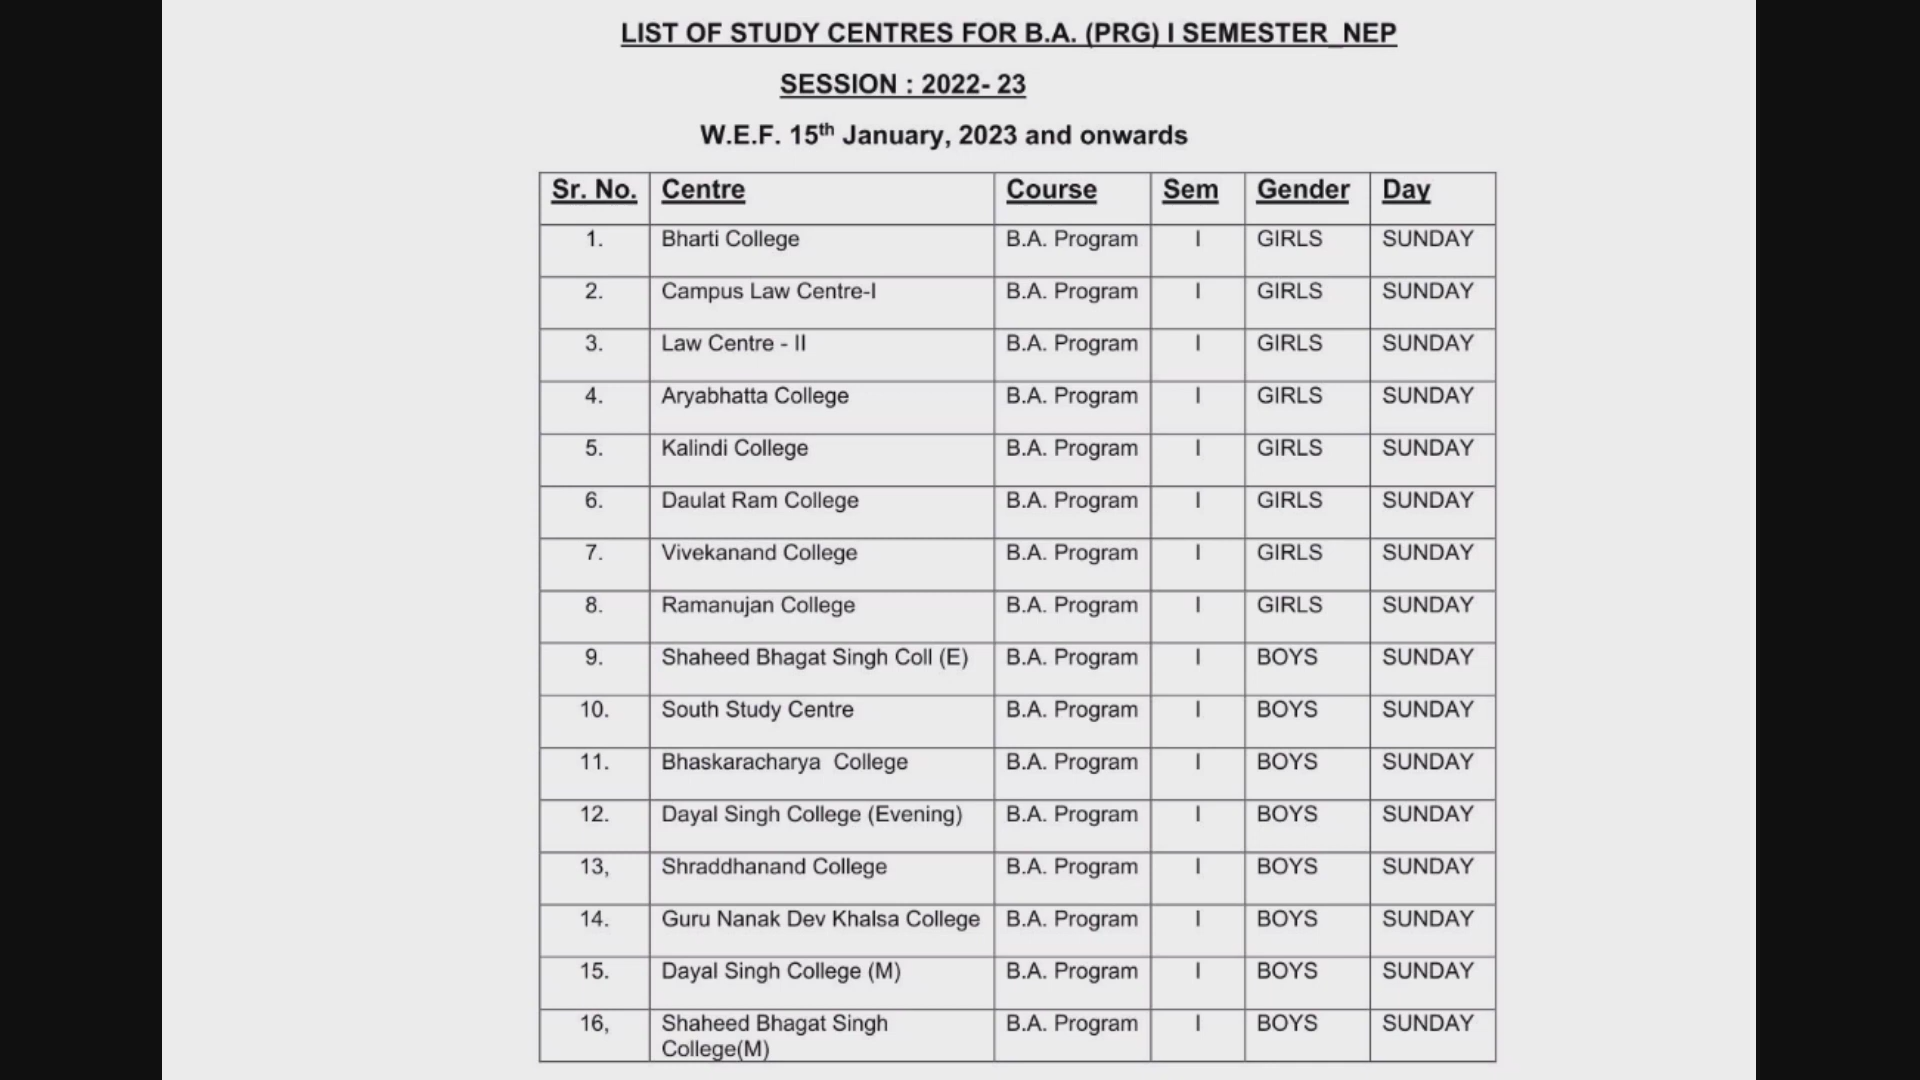 LIST OF STUDY CENTRES FOR B.A. (PRG) I SEMESTER_NEP
SESSION : 2022- 23
W.E.F. 15th January, 2023 and onwards
Sr. No. Centre Course Sem Gender Day
1. Bharti College B.A. Program I GIRLS SUNDAY
2. Campus Law Centre-I B.A. Program I GIRLS SUNDAY
3. Law Centre - II B.A. Program I GIRLS SUNDAY
4. Aryabhatta College B.A. Program I GIRLS SUNDAY
5. Kalindi College B.A. Program I GIRLS SUNDAY
6. Daulat Ram College B.A. Program I GIRLS SUNDAY
7. Vivekanand College B.A. Program I GIRLS SUNDAY
8. Ramanujan College B.A. Program I GIRLS SUNDAY
9. Shaheed Bhagat Singh Coll (E) B.A. Program I BOYS SUNDAY
10. South Study Centre B.A. Program I BOYS SUNDAY
11. Bhaskaracharya College B.A. Program I BOYS SUNDAY
12. Dayal Singh College (Evening) B.A. Program I BOYS SUNDAY
13, Shraddhanand College B.A. Program I BOYS SUNDAY
14. Guru Nanak Dev Khalsa College B.A. Program I BOYS SUNDAY
15. Dayal Singh College (M) B.A. Program I BOYS SUNDAY
16, Shaheed Bhagat Singh B.A. Program I BOYS SUNDAY
College(M)